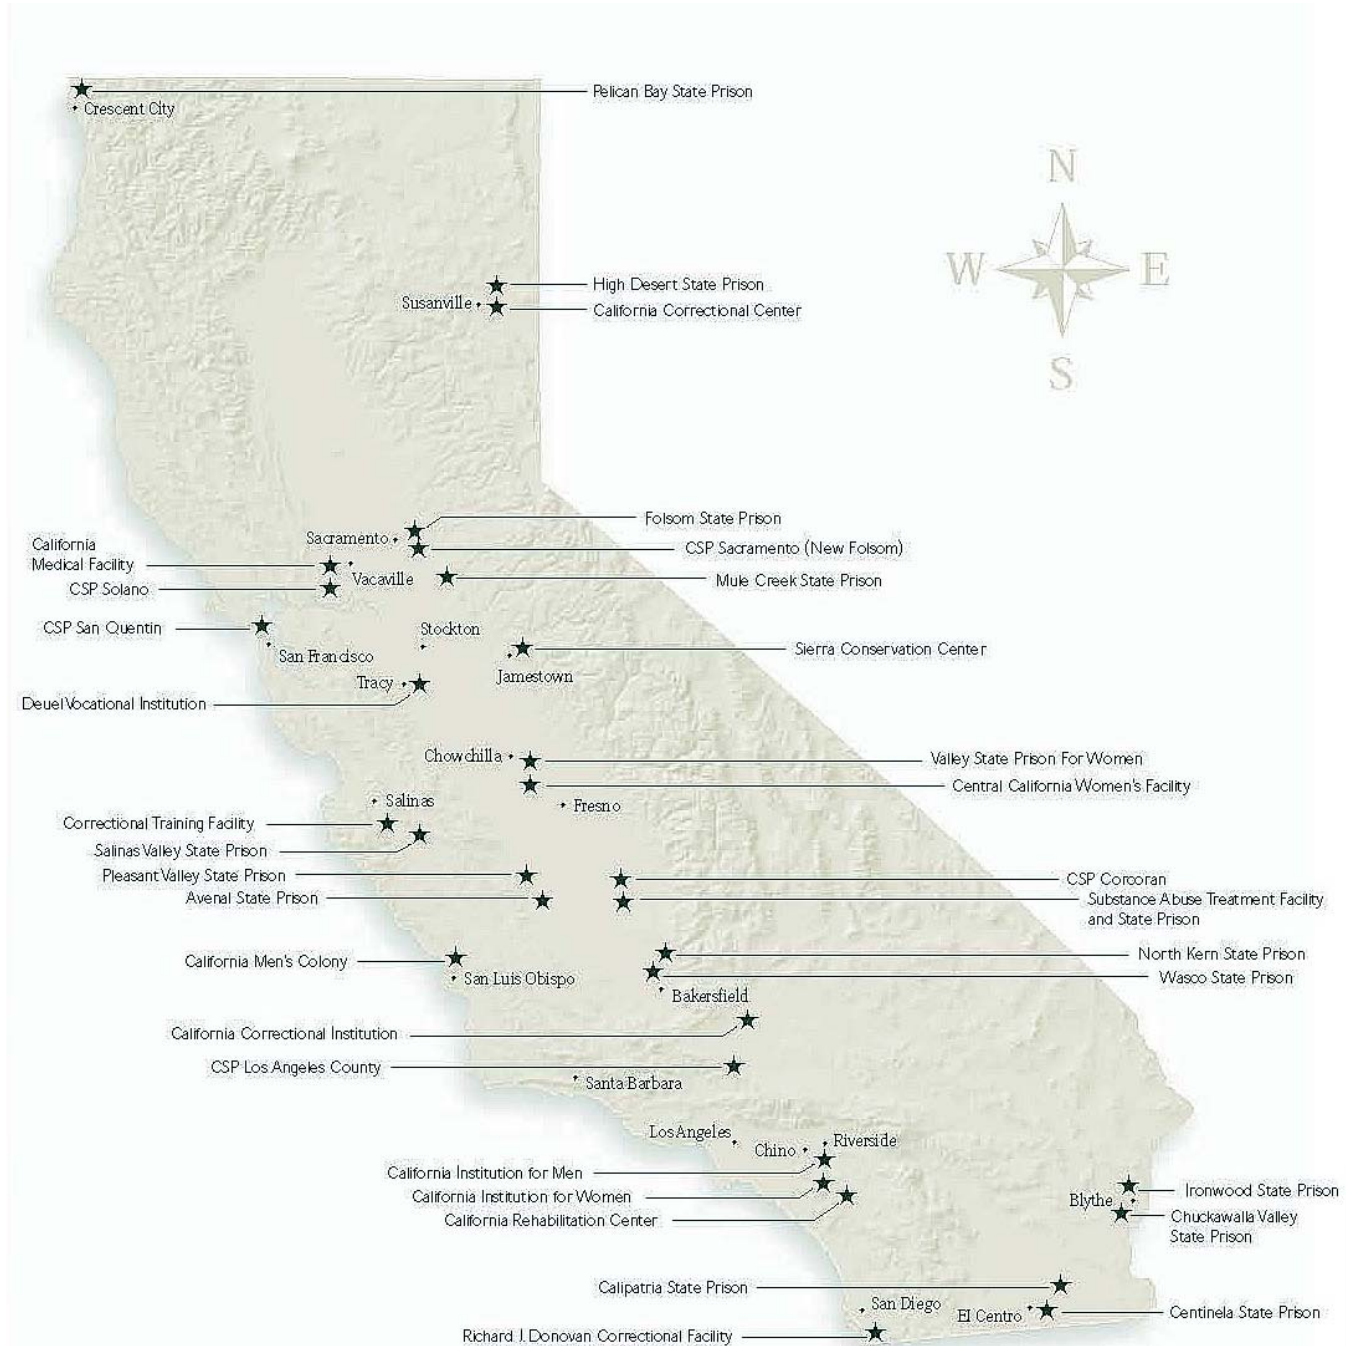 Pelican Bay State Prison
Crescent City
N
W
E
S
High Desert State Prison
Susanville
California Correctional Center
Folsom State Prison
Sacramento
CSP Sacramento (New Folsom)
California
Medical Facility
Vacaville
Mule Creek State Prison
CSP Solano
CSP San Quentin
Stockton
San Francisco
Sierra Conservation Center
Jamestown
Tracy
Deuel Vocational Institution
Chowchilla
Valley State Prison For Women
Central California Women's Facility
Salinas
Fresno
Correctional Training Facility
Salinas Valley State Prison
Pleasant Valley State Prison
CSP Corcoran
Avenal State Prison
Substance Abuse Treatment Facility
and State Prison
California Men's Colony
North Kern State Prison
San Luis Obispo
Wasco State Prison
Bakersfield
California Correctional Institution
CSP Los Angeles County
Santa Barbara
Los Angeles
Riverside
Chino
California Institution for Men
California Institution for Women
Ironwood State Prison
Blythe
California Rehabilitation Center
Chuckawalla Valley
State Prison
Calipatria State Prison
San Diego
El Centro
Centinela State Prison
Richard J. Donovan Correctional Facility